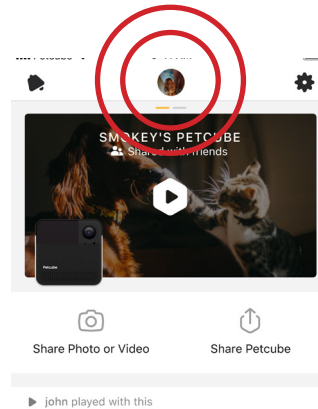 SMOKEY'S PETCUBE
Shared with friends
Petcube
Share Photo or Video
Share Petcube
john played with this